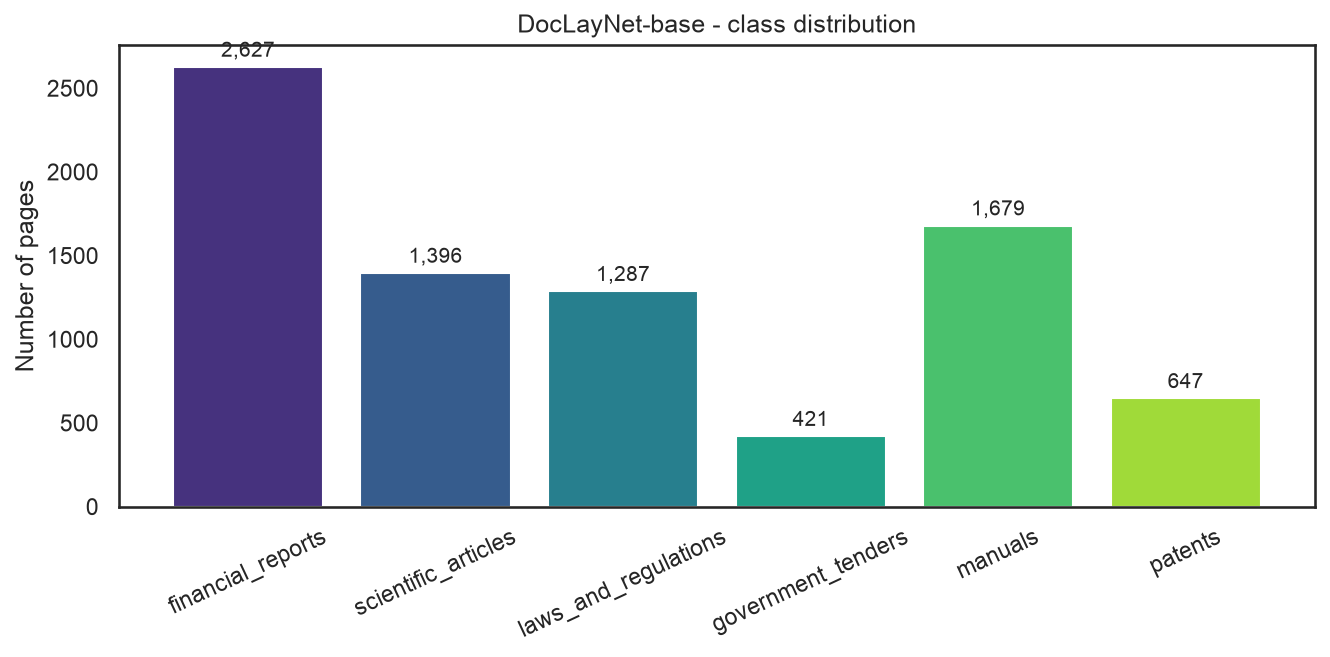 DocLayNet-base - class distribution
Number of pages
2500
2000
1500
1000
500
0
2,627
1,396
1,287
421
1,679
647
financial_reports
scientific_articles
laws_and_regulations
government_tenders
manuals
patents